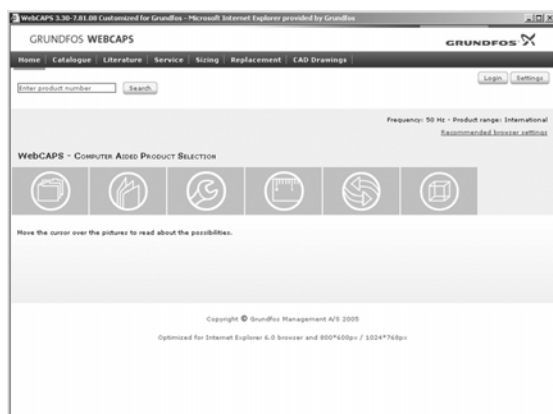 WebCAPS 3.30-7.01.08 Customized for Grundfos - Microsoft Internet Explorer provided by Grundfos
GRUNDFOS WEBCAPS
GRUNDFOS
Home Catalogue Literature Service Sizing Replacement CAD Drawings
Login Settings
Enter product number Search
Frequency: 50 Hz - Product range: International
Recommended browser settings
WebCAPS - Computer Aided Product Selection
Move the cursor over the pictures to read about the possibilities.
Copyright © Grundfos Management A/S 2005
Optimized for Internet Explorer 6.0 browser and 800*600px / 1024*768px